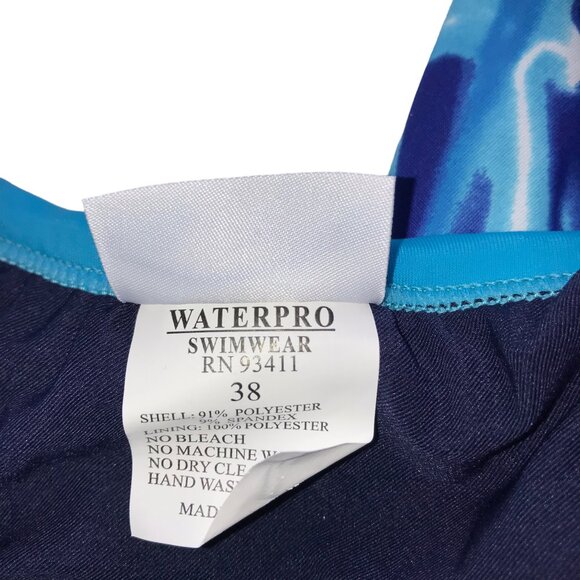 WATERPRO
SWIMWEAR
RN 93411
38
SHELL: 91% POLYESTER
9% SPANDEX
LINING: 100% POLYESTER
NO BLEACH
NO MACHINE
NO DRY
HAND WASH